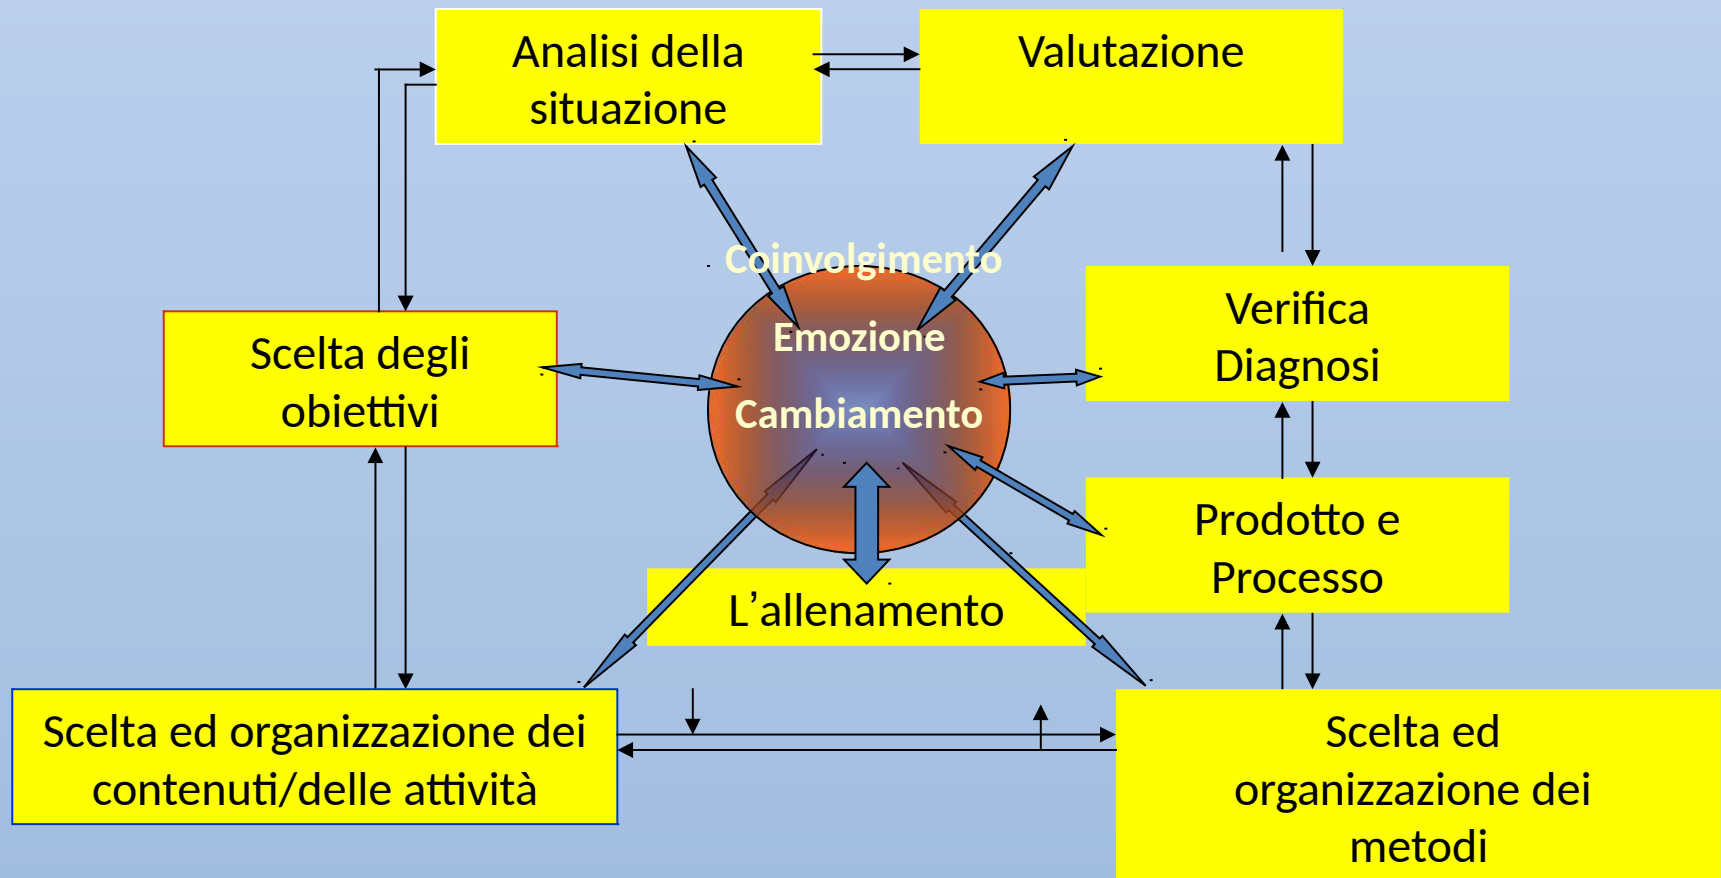 Analisi della
situazione
Valutazione
Coinvolgimento
Emozione
Cambiamento
Scelta degli
obiettivi
Verifica
Diagnosi
Prodotto e
Processo
L’allenamento
Scelta ed organizzazione dei
contenuti/delle attività
Scelta ed
organizzazione dei
metodi